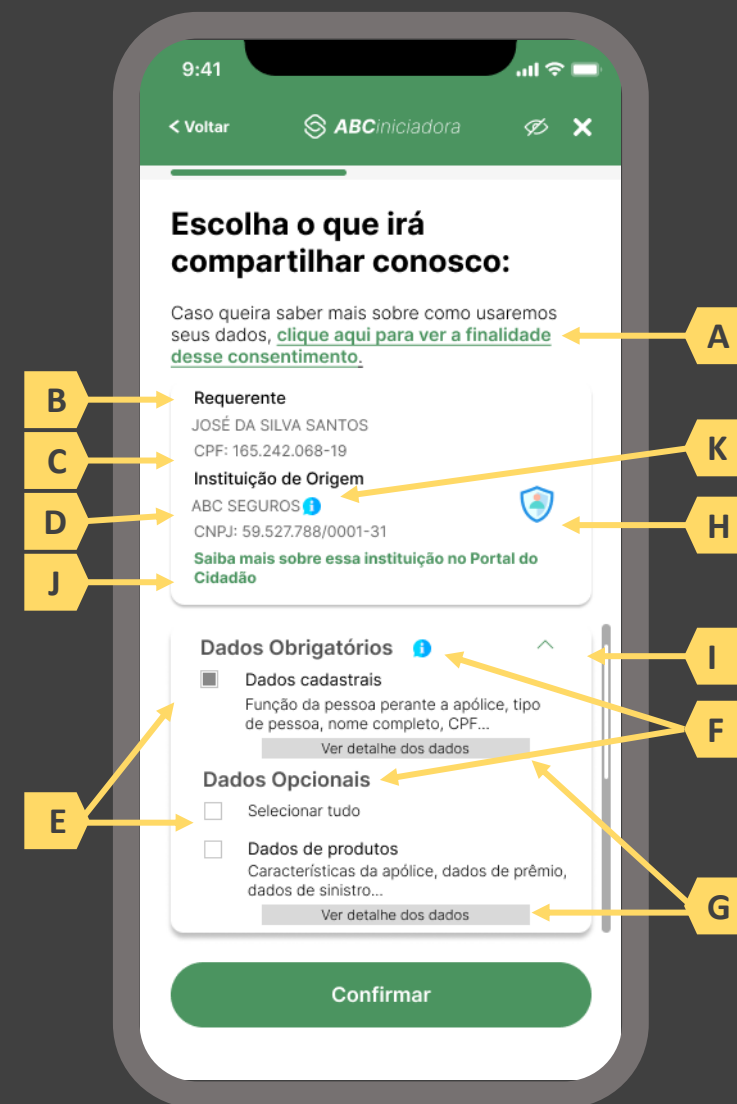 9:41
< Voltar
ABCiniciadora
Escolha o que irá
compartilhar conosco:
Caso queira saber mais sobre como usaremos
seus dados, clique aqui para ver a finalidade
desse consentimento.
A
B
Requerente
JOSÉ DA SILVA SANTOS
C
CPF: 165.242.068-19
K
Instituição de Origem
D
ABC SEGUROS
CNPJ: 59.527.788/0001-31
H
J
Saiba mais sobre essa instituição no Portal do
Cidadão
Dados Obrigatórios
I
Dados cadastrais
Função da pessoa perante a apólice, tipo
de pessoa, nome completo, CPF...
F
Ver detalhe dos dados
Dados Opcionais
E
Selecionar tudo
Dados de produtos
Características da apólice, dados de prêmio,
dados de sinistro...
G
Ver detalhe dos dados
Confirmar